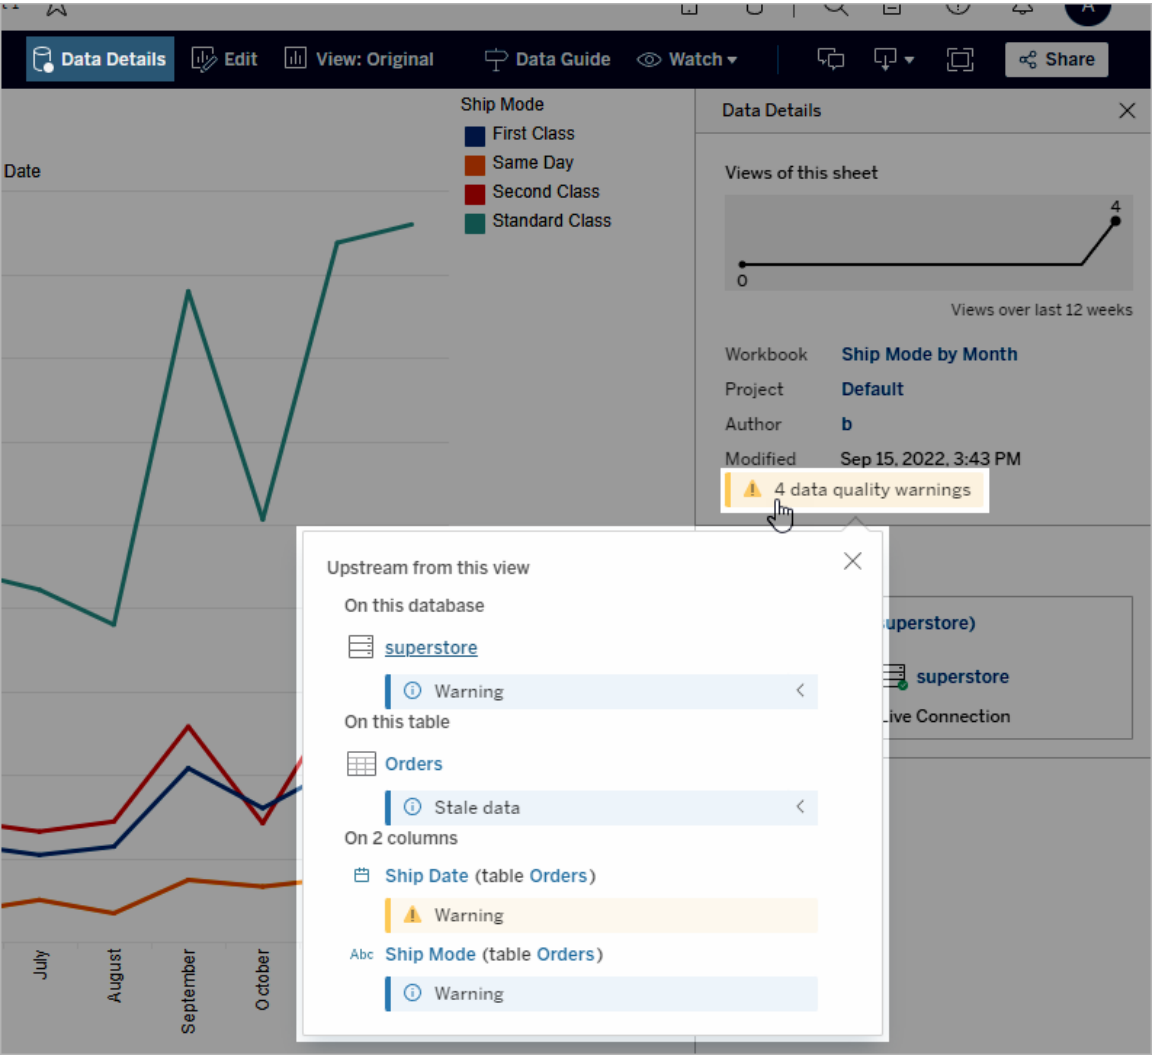 A
Data Details Edit View: Original Data Guide Watch Share
Date
Ship Mode
First Class
Same Day
Second Class
Standard Class
July
August
September
October
Data Details
Views of this sheet
4
0
Views over last 12 weeks
Workbook Ship Mode by Month
Project Default
Author b
Modified Sep 15, 2022, 3:43 PM
4 data quality warnings
uperstore)
superstore
Live Connection
Upstream from this view
On this database
superstore
Warning
On this table
Orders
Stale data
On 2 columns
Ship Date (table Orders)
Warning
Abc Ship Mode (table Orders)
Warning